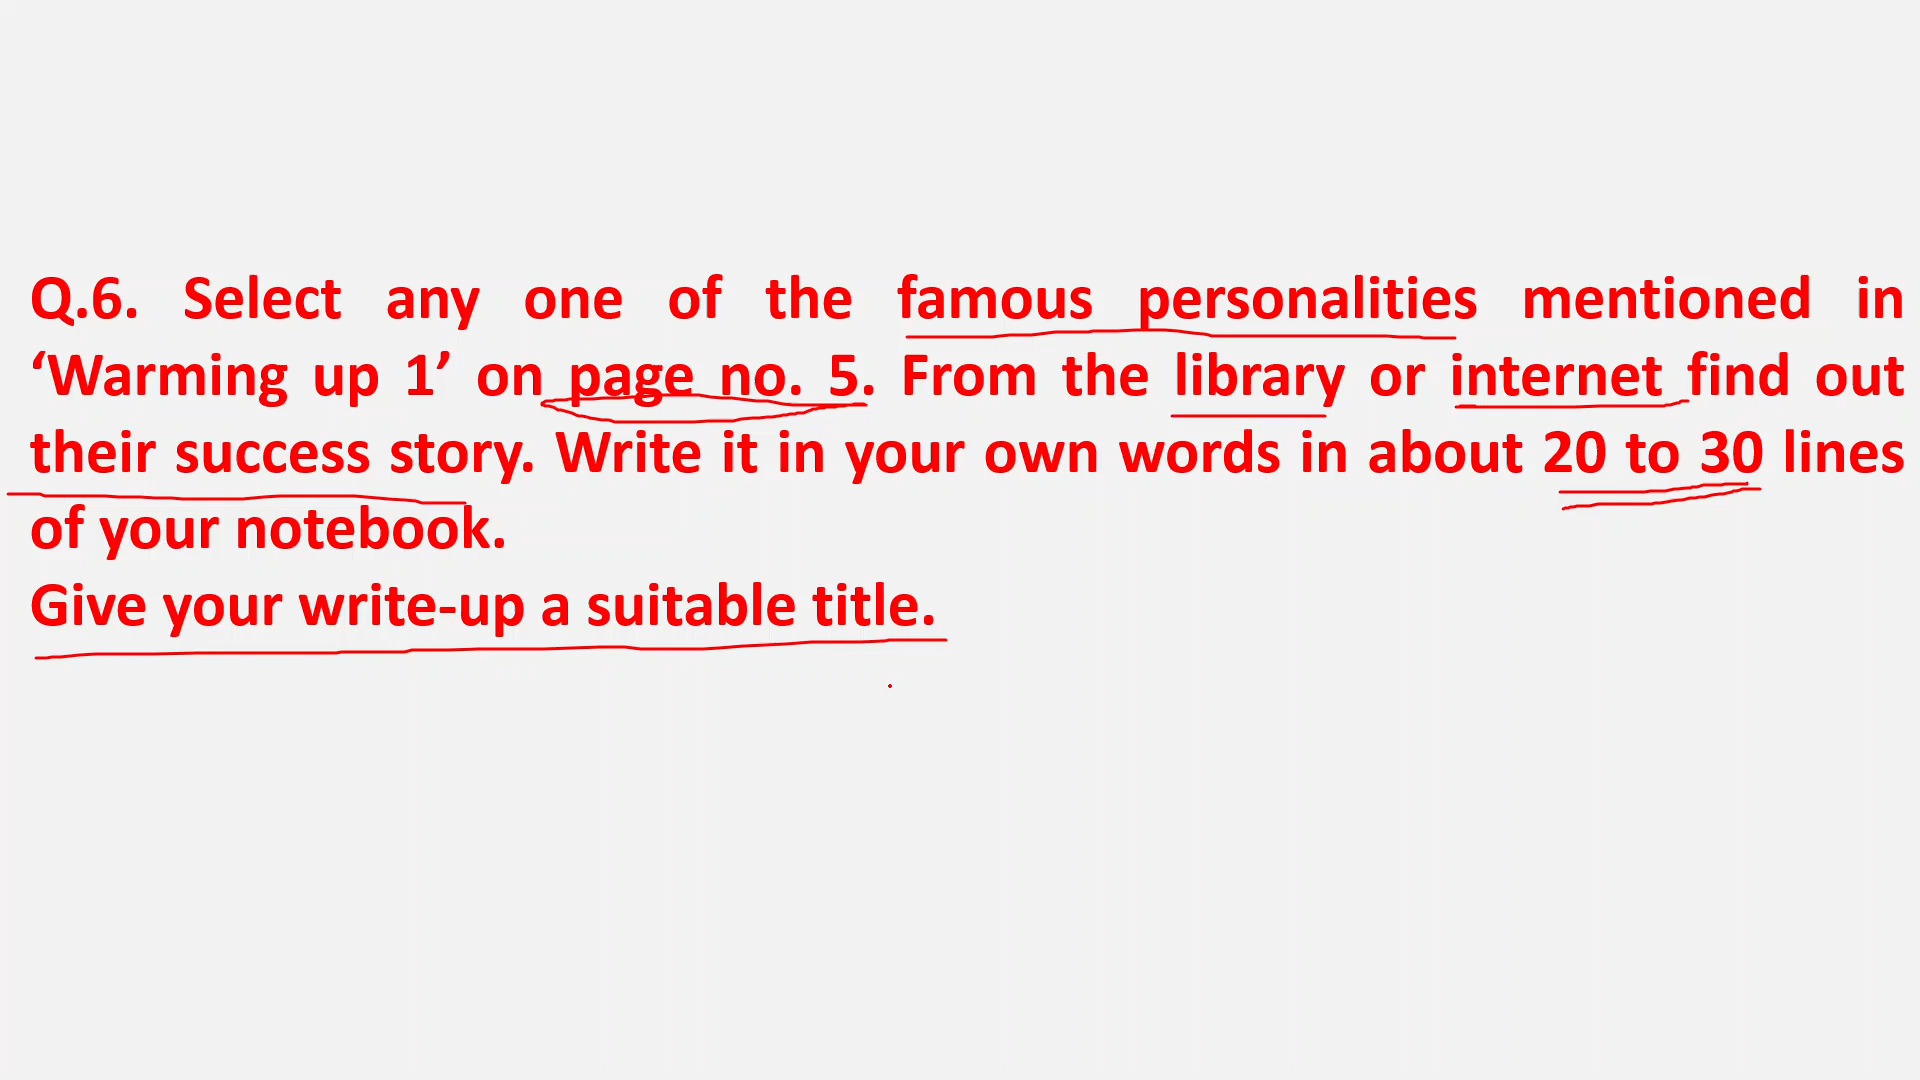 Q.6. Select any one of the famous personalities mentioned in
‘Warming up 1’ on page no. 5. From the library or internet find out
their success story. Write it in your own words in about 20 to 30 lines
of your notebook.
Give your write-up a suitable title.